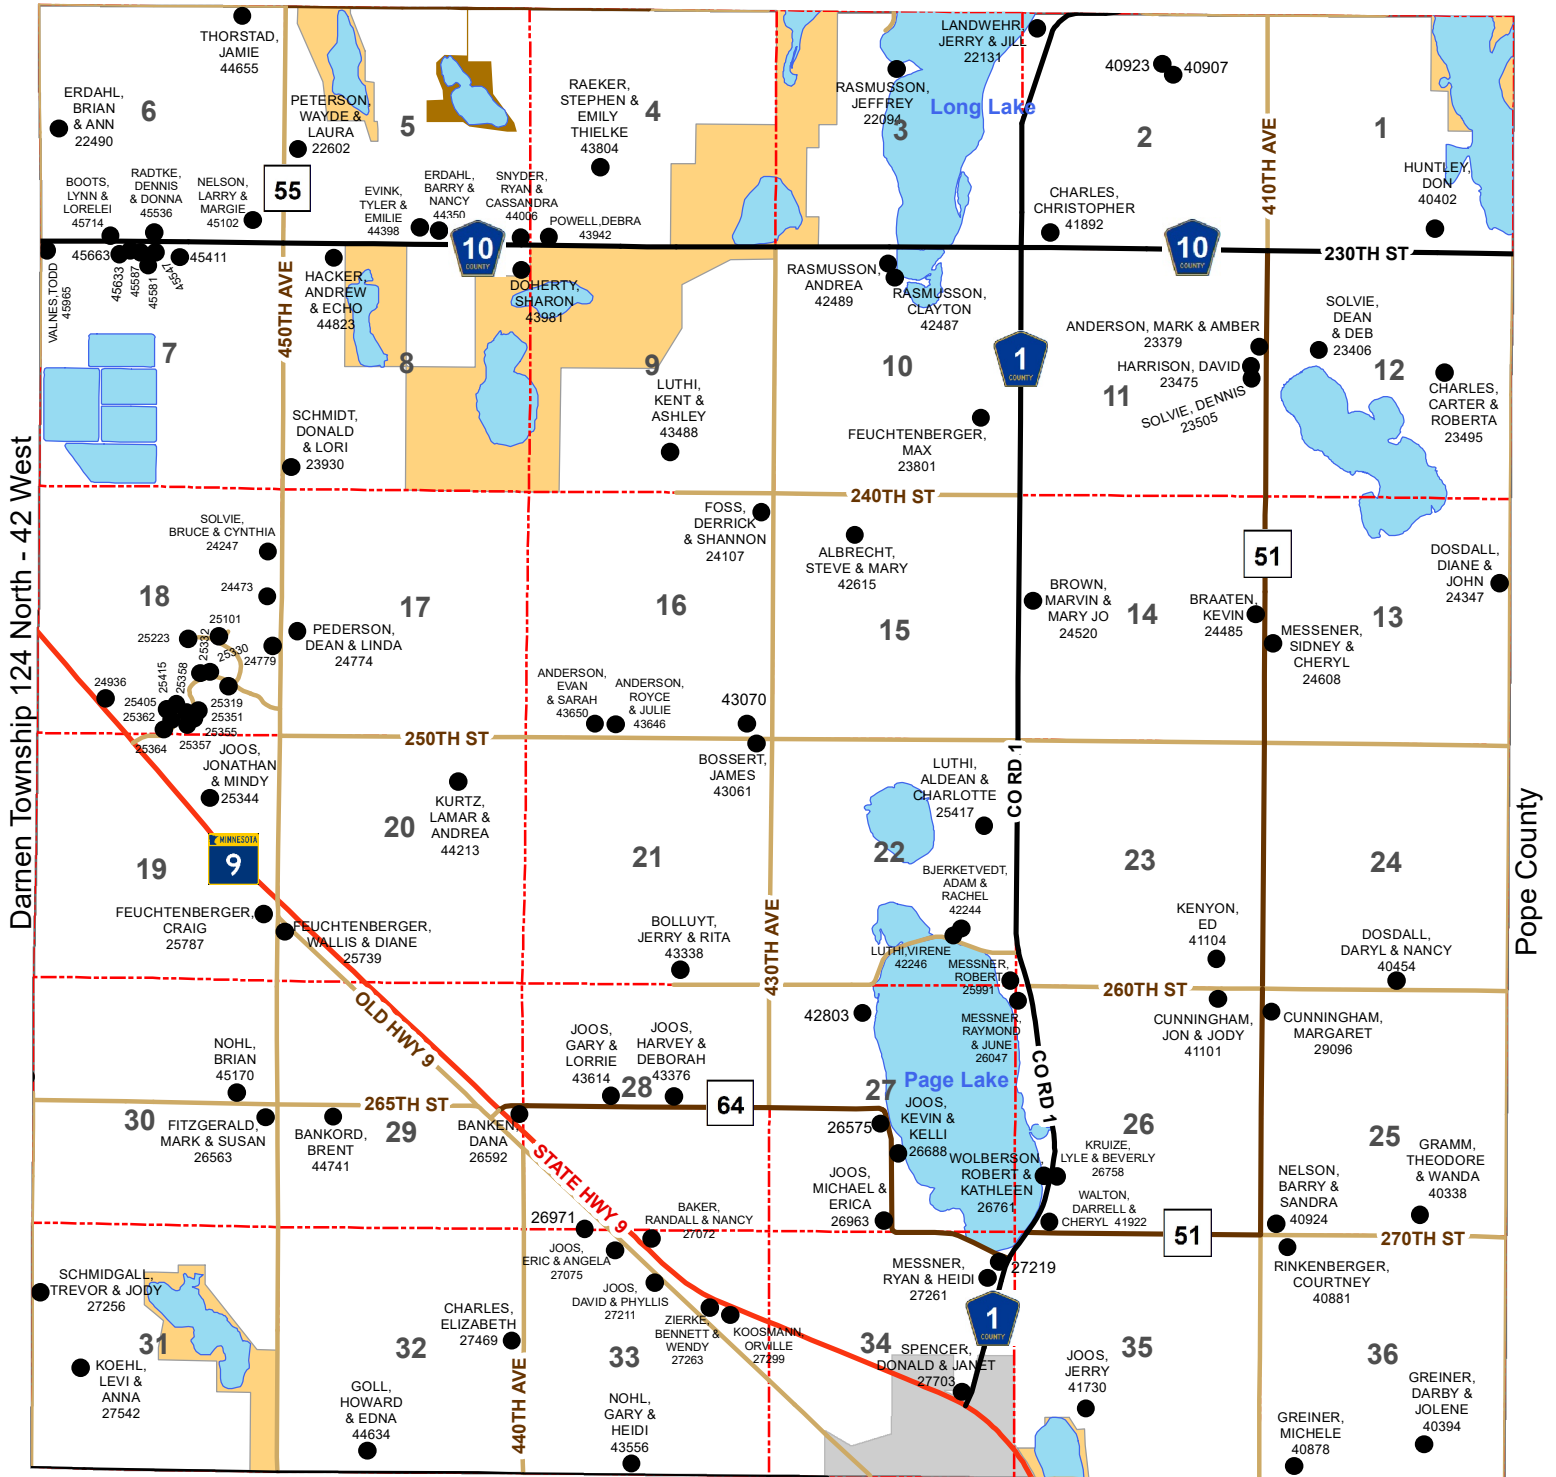 THORSTAD,
JAMIE
44655
ERDAHL,
BRIAN
& ANN
22490
6
PETERSON,
WAYDE &
LAURA
22602
5
RAEKER,
STEPHEN &
EMILY
THIELKE
43804
4
LANDWEHR,
JERRY & JILL
22131
RASMUSSON,
JEFFREY
22094
3
Long Lake
40923
40907
2
410TH AVE
1
HUNTLEY,
DON
40402
BOOTS,
LYNN &
LORELEI
45714
RADTKE,
DENNIS
& DONNA
45536
NELSON,
LARRY &
MARGIE
45102
55
EVINK,
TYLER &
EMILIE
44398
ERDAHL,
BARRY &
NANCY
44350
SNYDER,
RYAN &
CASSANDRA
44006
POWELL,DEBRA
43942
CHARLES,
CHRISTOPHER
41892
10
COUNTY
10
COUNTY
230TH ST
VALNES,TODD
45965
45663
45633
45587
45581
45547
45411
450TH AVE
HACKER,
ANDREW
& ECHO
44823
DOHERTY,
SHARON
43981
RASMUSSON,
ANDREA
42489
RASMUSSON,
CLAYTON
42487
7
8
9
10
1
COUNTY
ANDERSON, MARK & AMBER
23379
HARRISON, DAVID
23475
SOLVIE, DENNIS
23505
11
SOLVIE,
DEAN
& DEB
23406
12
CHARLES,
CARTER &
ROBERTA
23495
LUTHI,
KENT &
ASHLEY
43488
SCHMIDT,
DONALD
& LORI
23930
FEUCHTENBERGER,
MAX
23801
240TH ST
Darnen Township 124 North - 42 West
SOLVIE,
BRUCE & CYNTHIA
24247
24473
18
25101
25223
25332
25330
24779
PEDERSON,
DEAN & LINDA
24774
17
FOSS,
DERRICK
& SHANNON
24107
ALBRECHT,
STEVE & MARY
42615
16
15
BROWN,
MARVIN &
MARY JO
24520
14
51
BRAATEN,
KEVIN
24485
MESSENER,
SIDNEY &
CHERYL
24608
13
DOSDALL,
DIANE &
JOHN
24347
24936
25415
25358
25405
25362
25364
25319
25351
25355
25357
ANDERSON,
EVAN
& SARAH
43650
ANDERSON,
ROYCE
& JULIE
43646
43070
250TH ST
BOSSERT,
JAMES
43061
CO RD 1
JOOS,
JONATHAN
& MINDY
25344
KURTZ,
LAMAR &
ANDREA
44213
20
MINNESOTA
9
19
21
LUTHI,
ALDEAN &
CHARLOTTE
25417
22
23
24
Pope County
BJERKETVEDT,
ADAM &
RACHEL
42244
FEUCHTENBERGER,
CRAIG
25787
FEUCHTENBERGER,
WALLIS & DIANE
25739
BOLLUYT,
JERRY & RITA
43338
430TH AVE
LUTHI,VIRENE
42246
MESSNER,
ROBERT
25991
KENYON,
ED
41104
DOSDALL,
DARYL & NANCY
40454
260TH ST
OLD HWY 9
42803
MESSNER,
RAYMOND
& JUNE
26047
CUNNINGHAM,
JON & JODY
41101
CUNNINGHAM,
MARGARET
29096
NOHL,
BRIAN
45170
JOOS,
GARY &
LORRIE
43614
JOOS,
HARVEY &
DEBORAH
43376
28
64
27
Page Lake
CO RD 1
265TH ST
30
FITZGERALD,
MARK & SUSAN
26563
BANKORD,
BRENT
44741
29
BANKEN,
DANA
26592
26575
JOOS,
KEVIN &
KELLI
26688
26
25
STATE HWY 9
JOOS,
MICHAEL &
ERICA
26963
WOLBERSON,
ROBERT &
KATHLEEN
26761
KRUIZE,
LYLE & BEVERLY
26758
WALTON,
DARRELL &
CHERYL 41922
NELSON,
BARRY &
SANDRA
40924
GRAMM,
THEODORE
& WANDA
40338
26971
BAKER,
RANDALL & NANCY
27072
51
270TH ST
JOOS,
ERIC & ANGELA
27075
JOOS,
DAVID & PHYLLIS
27211
MESSNER,
RYAN & HEIDI
27261
27219
RINKENBERGER,
COURTNEY
40881
SCHMIDGALL,
TREVOR & JODY
27256
31
KOEHL,
LEVI &
ANNA
27542
32
CHARLES,
ELIZABETH
27469
440TH AVE
ZIERKE,
BENNETT &
WENDY
27263
KOOSMANN,
ORVILLE
27299
33
1
COUNTY
34
SPENCER,
DONALD & JANET
27703
JOOS,
JERRY
41730
35
36
GOLL,
HOWARD
& EDNA
44634
NOHL,
GARY &
HEIDI
43556
GREINER,
MICHELE
40878
GREINER,
DARBY &
JOLENE
40394